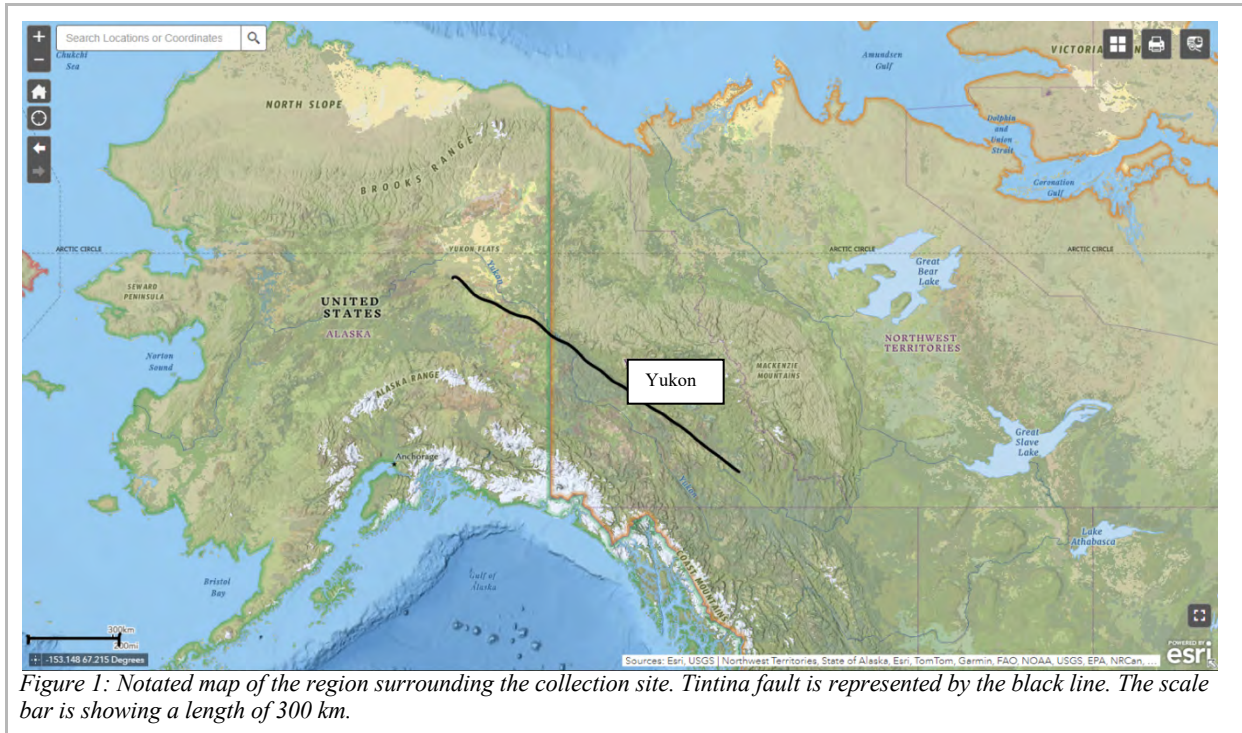 +
Search Locations or Coordinates
−
Chukchi
Sea
Amundsen
Gulf
NORTH SLOPE
BROOKS RANGE
Dolphin
and
Union
Strait
Coronation
Gulf
ARCTIC CIRCLE
YUKON FLATS
Yukon
ARCTIC CIRCLE
ARCTIC CIRCLE
Great
Bear
Lake
SEWARD
PENINSULA
UNITED
STATES
ALASKA
NORTHWEST
TERRITORIES
Norton
Sound
ALASKA RANGE
Yukon
MACKENZIE
MOUNTAINS
Great
Slave
Lake
Anchorage
Yukon
Lake
Athabasca
COAST MOUNTAINS
Bristol
Bay
Gulf of
Alaska
300km
200mi
-153.148 67.215 Degrees
Sources: Esri, USGS | Northwest Territories, State of Alaska, Esri, TomTom, Garmin, FAO, NOAA, USGS, EPA, NRCan, ...
POWERED BY
esri
Figure 1: Notated map of the region surrounding the collection site. Tintina fault is represented by the black line. The scale
bar is showing a length of 300 km.